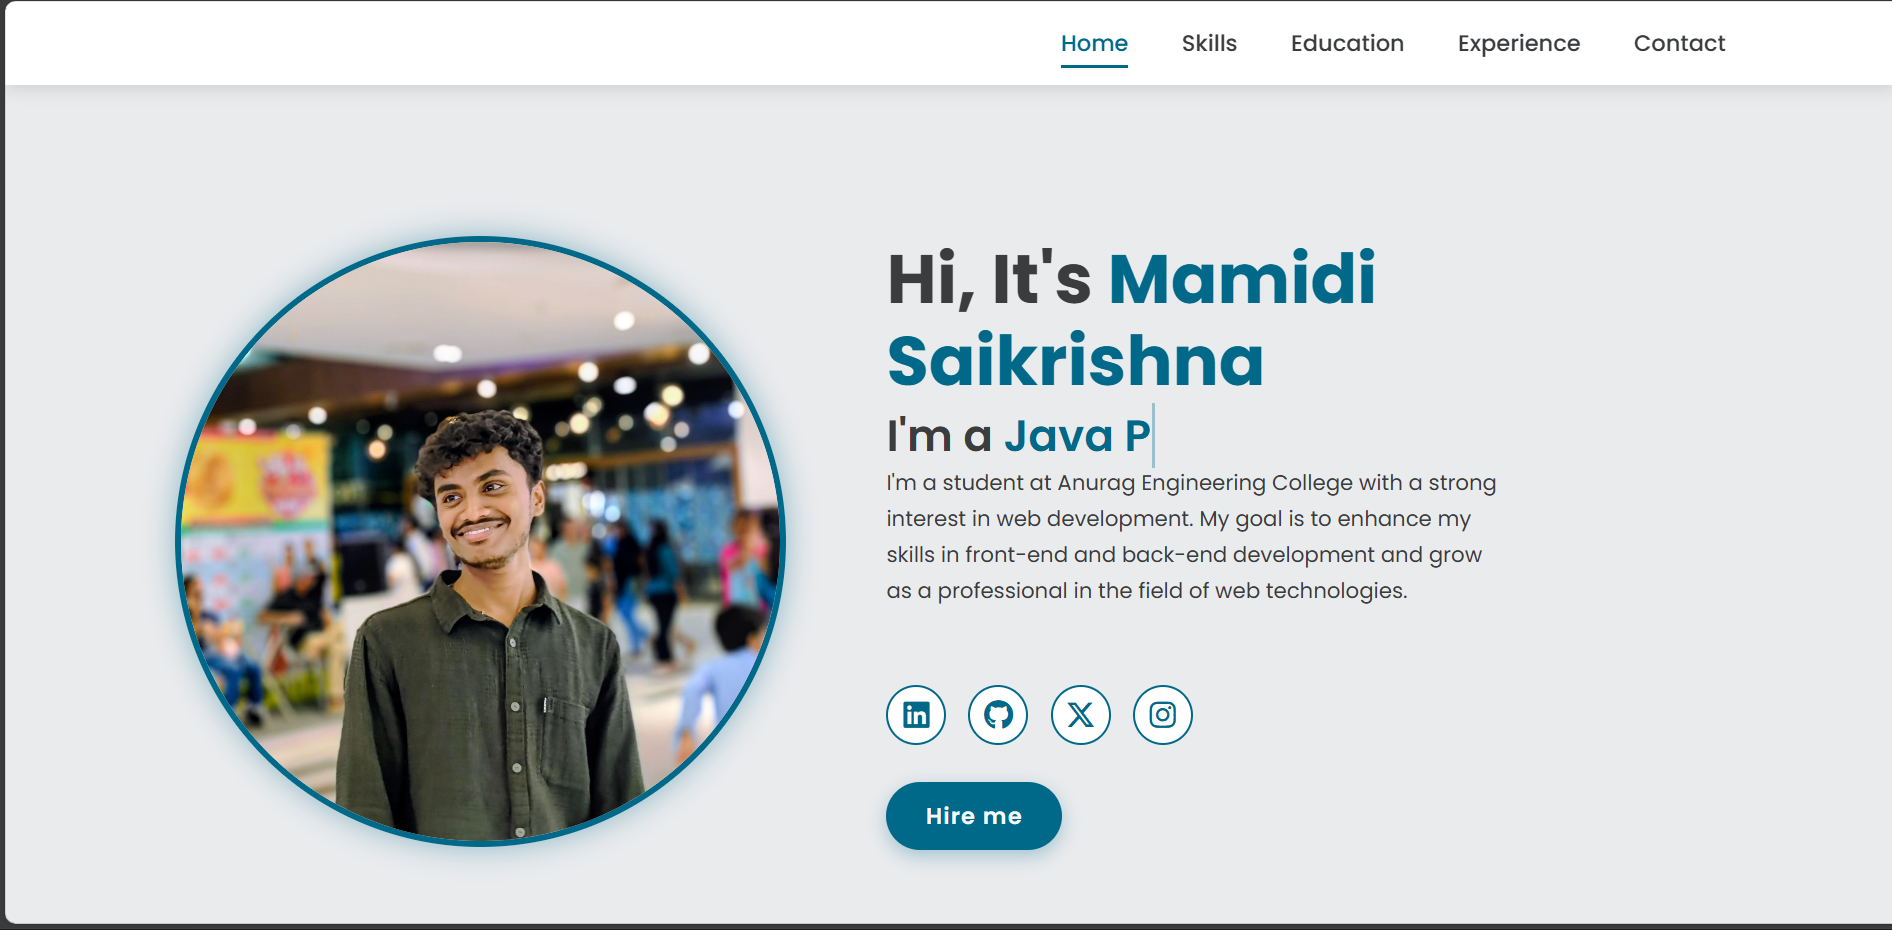 Home Skills Education Experience Contact
Hi, It's Mamidi
Saikrishna
I'm a Java P
I'm a student at Anurag Engineering College with a strong
interest in web development. My goal is to enhance my
skills in front-end and back-end development and grow
as a professional in the field of web technologies.
in
Hire me